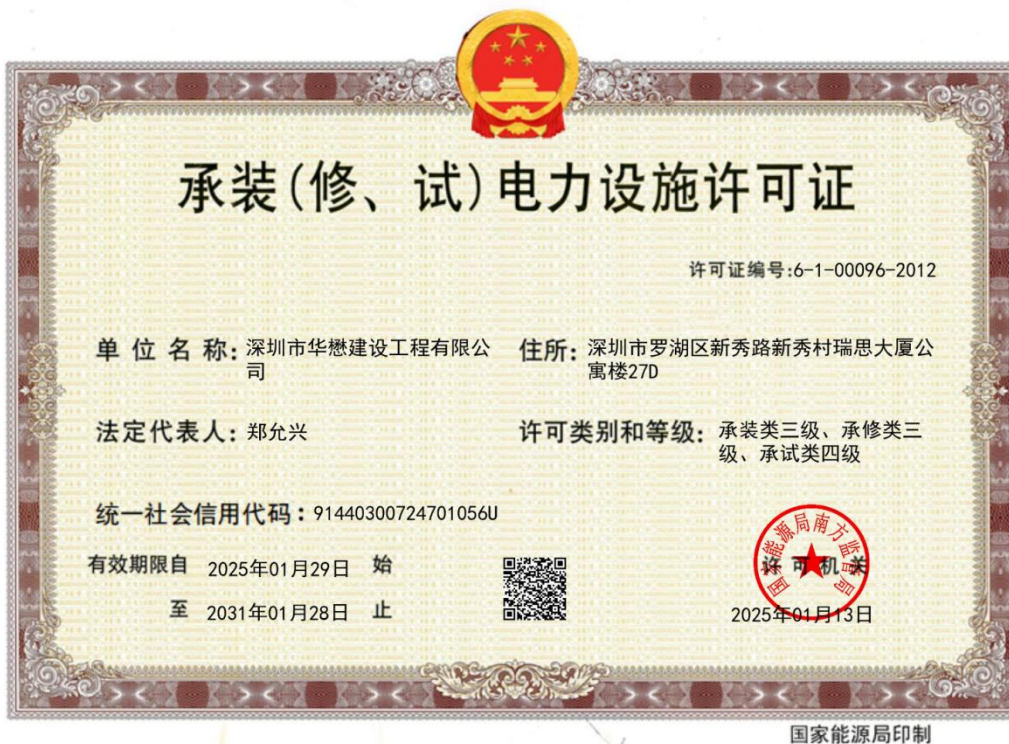 承装(修、试)电力设施许可证
许可证编号:6-1-00096-2012
单位名称: 深圳市华懋建设工程有限公
司
住所: 深圳市罗湖区新秀路新秀村瑞思大厦公
寓楼27D
法定代表人: 郑允兴
许可类别和等级: 承装类三级、承修类三
级、承试类四级
统一社会信用代码: 91440300724701056U
有效期限自 2025年01月29日 始
至 2031年01月28日 止
国家能源局南方监管局
许可机关
2025年01月13日
国家能源局印制